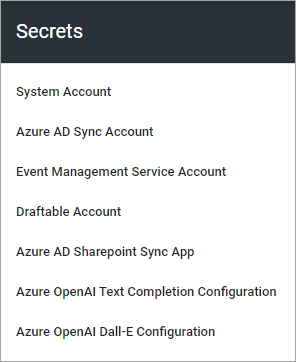 Secrets
System Account
Azure AD Sync Account
Event Management Service Account
Draftable Account
Azure AD Sharepoint Sync App
Azure OpenAI Text Completion Configuration
Azure OpenAI Dall-E Configuration